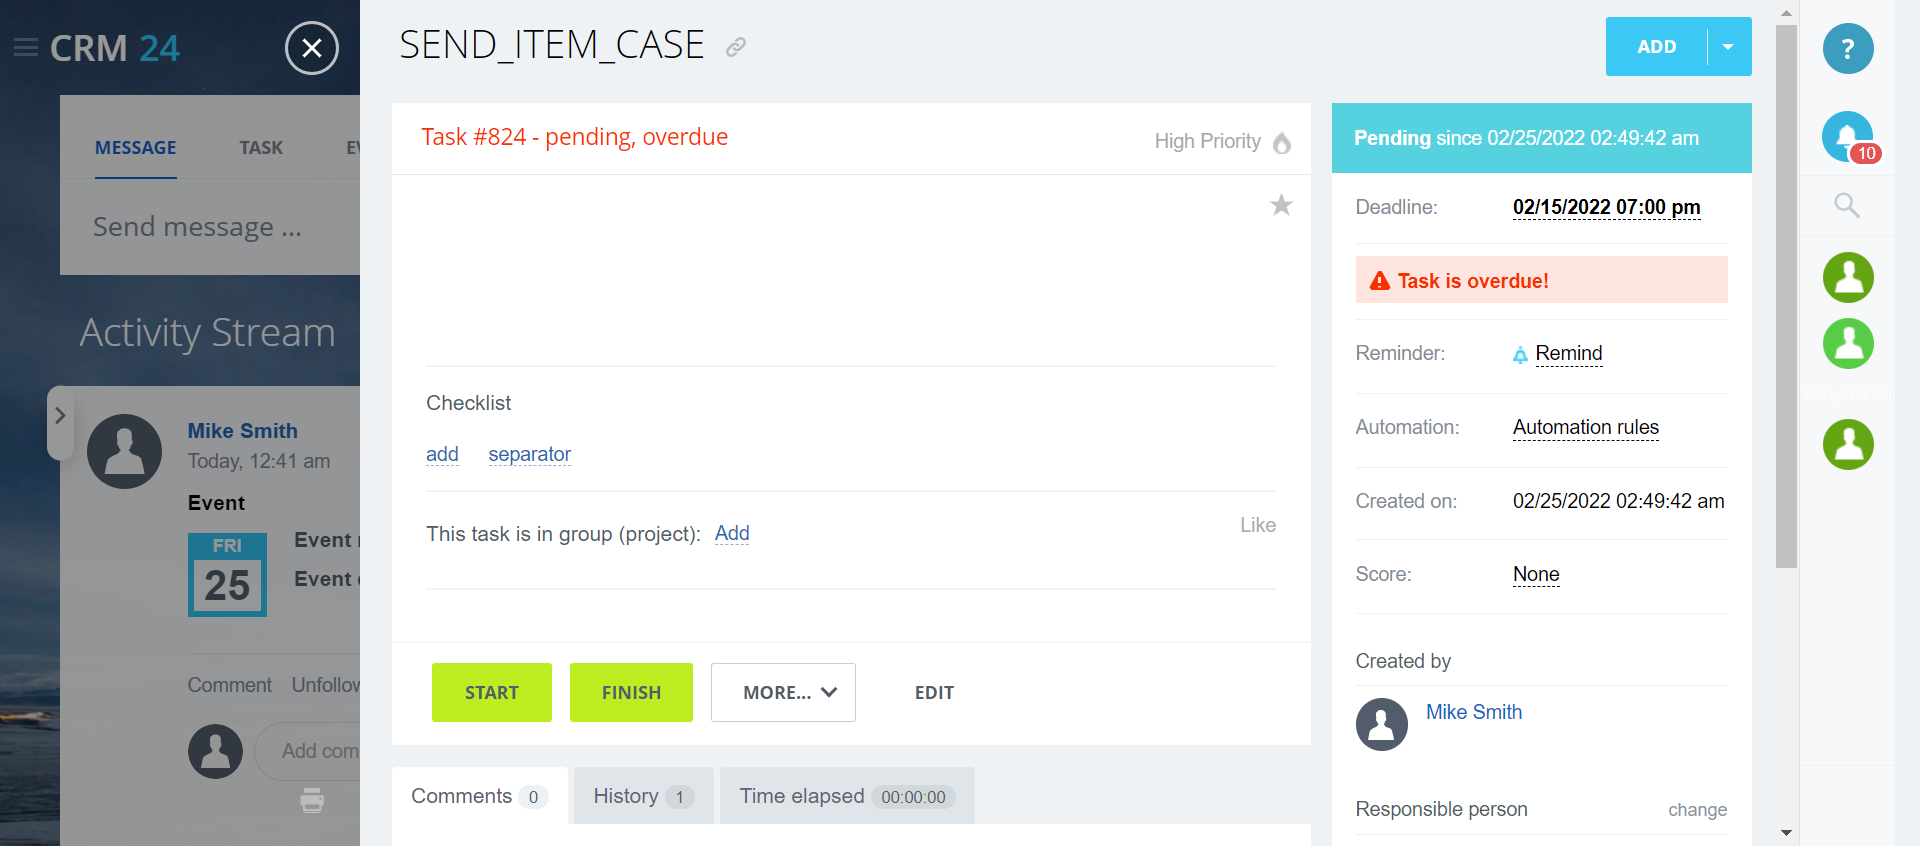 CRM 24
MESSAGE
TASK
Send message ...
Activity Stream
Mike Smith
Today, 12:41 am
Event
FRI
25
Event
Event
Comment
Unfollow
Add com
SEND_ITEM_CASE
ADD
Task #824 - pending, overdue
High Priority
Checklist
add
separator
This task is in group (project): Add
Like
START
FINISH
MORE...
EDIT
Comments 0
History 1
Time elapsed 00:00:00
Pending since 02/25/2022 02:49:42 am
Deadline: 02/15/2022 07:00 pm
Task is overdue!
Reminder: Remind
Automation: Automation rules
Created on: 02/25/2022 02:49:42 am
Score: None
Created by
Mike Smith
Responsible person
change
?
10
Mon, Februar